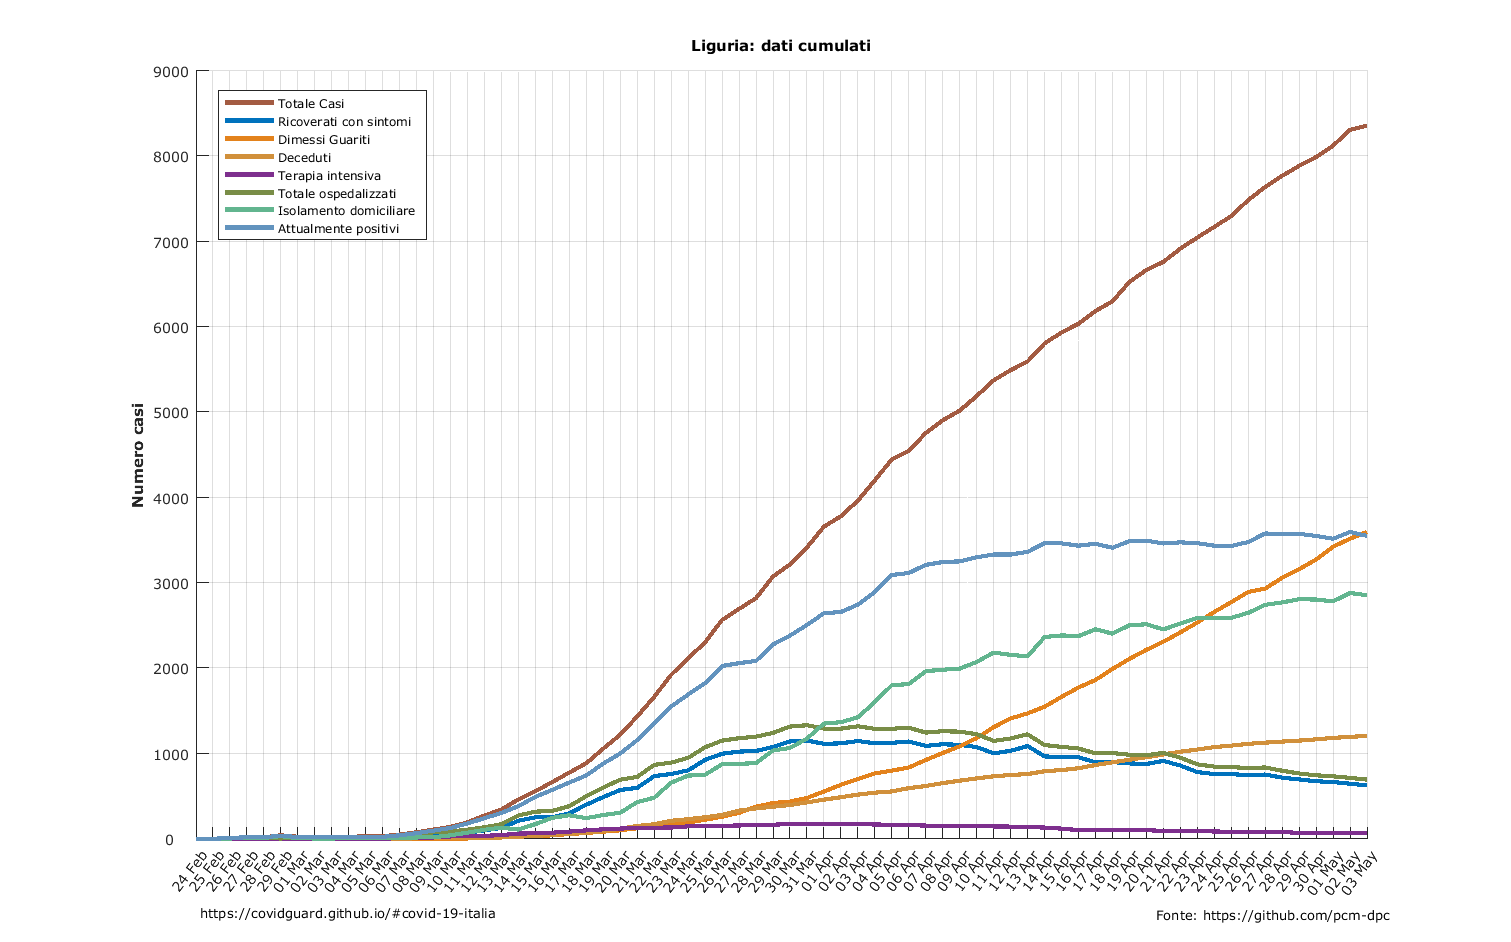 Liguria: dati cumulati
9000
8000
7000
6000
5000
4000
3000
2000
1000
0
Numero casi
Totale Casi
Ricoverati con sintomi
Dimessi Guariti
Deceduti
Terapia intensiva
Totale ospedalizzati
Isolamento domiciliare
Attualmente positivi
24 Feb
25 Feb
26 Feb
27 Feb
28 Feb
29 Feb
01 Mar
02 Mar
03 Mar
04 Mar
05 Mar
06 Mar
07 Mar
08 Mar
09 Mar
10 Mar
11 Mar
12 Mar
13 Mar
14 Mar
15 Mar
16 Mar
17 Mar
18 Mar
19 Mar
20 Mar
21 Mar
22 Mar
23 Mar
24 Mar
25 Mar
26 Mar
27 Mar
28 Mar
29 Mar
30 Mar
31 Mar
01 Apr
02 Apr
03 Apr
04 Apr
05 Apr
06 Apr
07 Apr
08 Apr
09 Apr
10 Apr
11 Apr
12 Apr
13 Apr
14 Apr
15 Apr
16 Apr
17 Apr
18 Apr
19 Apr
20 Apr
21 Apr
22 Apr
23 Apr
24 Apr
25 Apr
26 Apr
27 Apr
28 Apr
29 Apr
30 Apr
01 May
02 May
03 May
https://covidguard.github.io/#covid-19-italia
Fonte: https://github.com/pcm-dpc